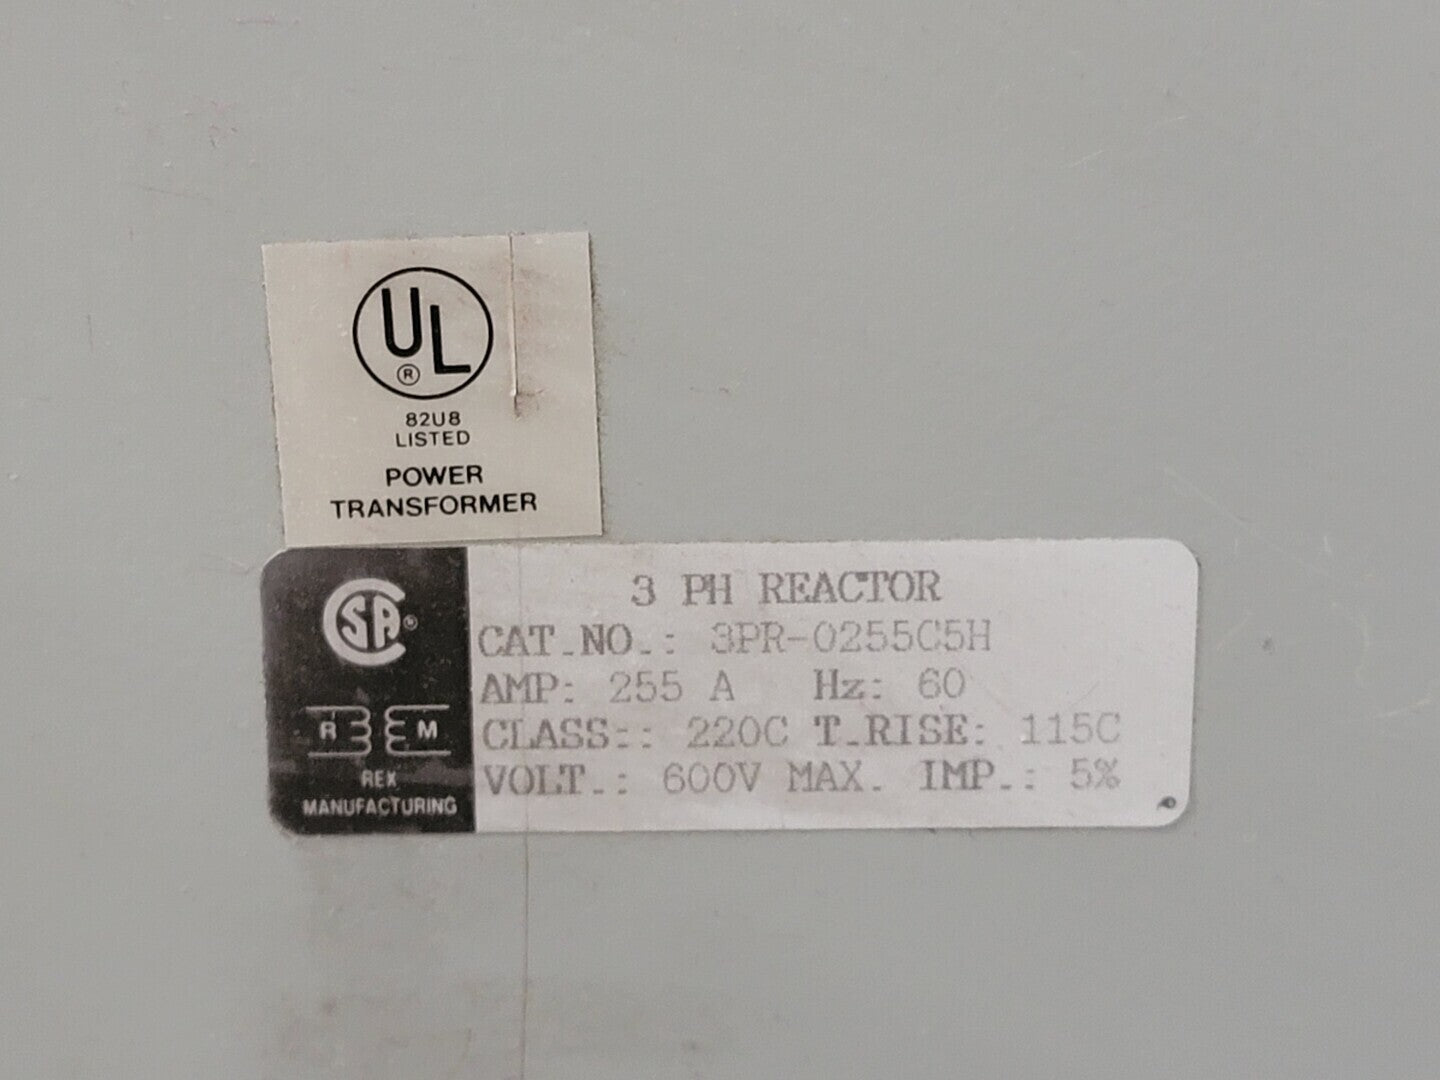 UL
®
82U8
LISTED
POWER
TRANSFORMER
CSA®
R M
REX
MANUFACTURING
3 PH REACTOR
CAT.NO.: 3PR-0255C5H
AMP: 255 A Hz: 60
CLASS:: 220C T.RISE: 115C
VOLT.: 600V MAX. IMP.: 5%